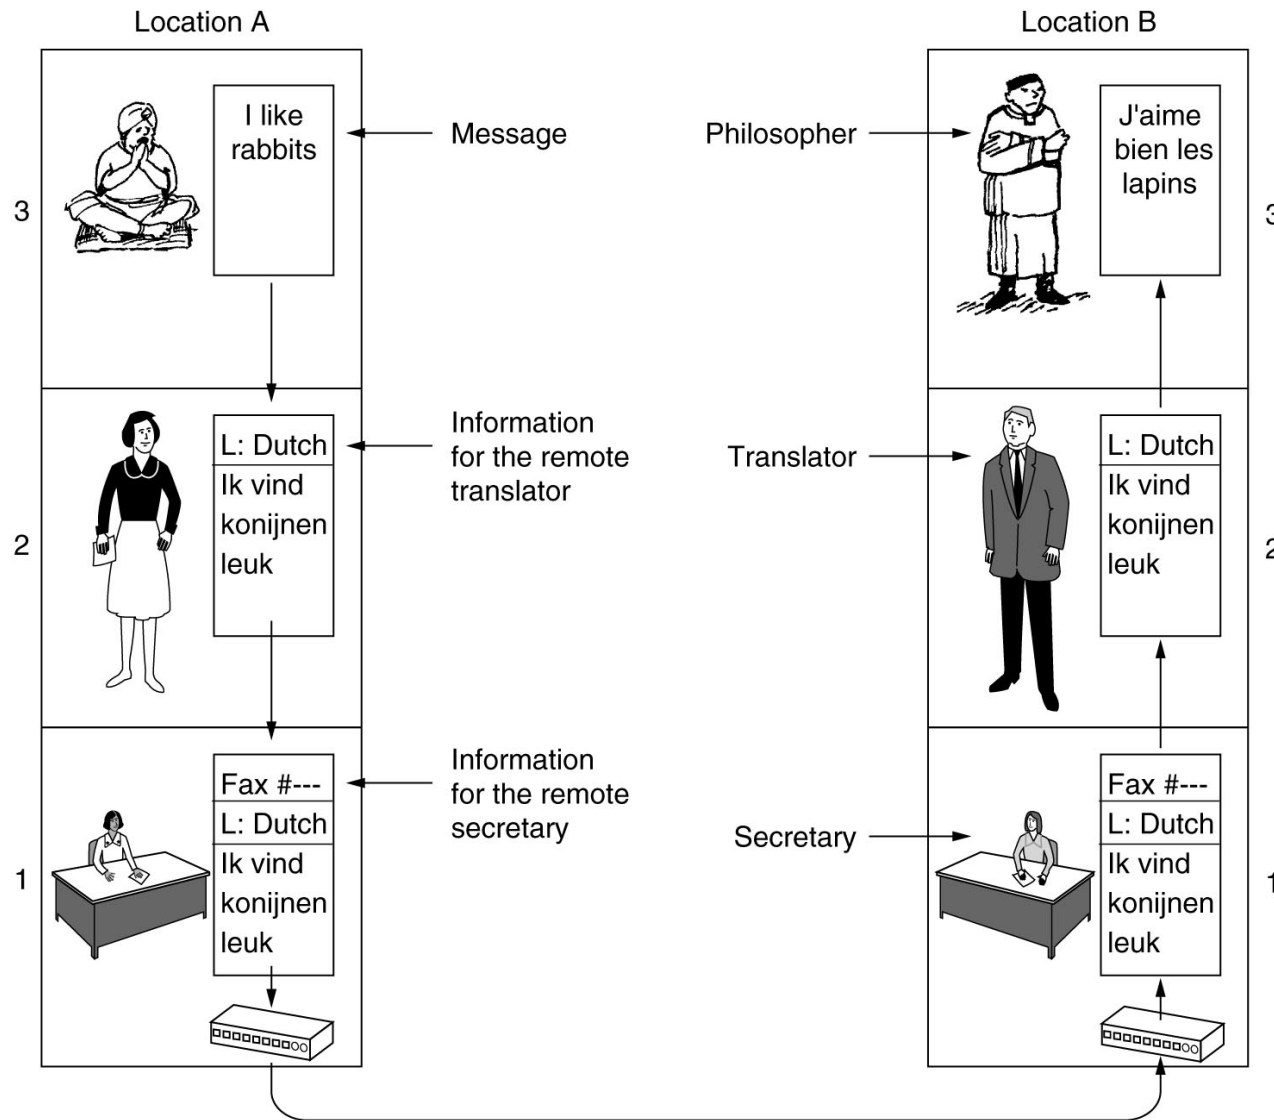 Location A
Location B
I like
rabbits
Message
Philosopher
J'aime
bien les
lapins
3
3
L: Dutch
Ik vind
konijnen
leuk
Information
for the remote
translator
Translator
L: Dutch
Ik vind
konijnen
leuk
2
2
Fax #---
L: Dutch
Ik vind
konijnen
leuk
Information
for the remote
secretary
Secretary
Fax #---
L: Dutch
Ik vind
konijnen
leuk
1
1